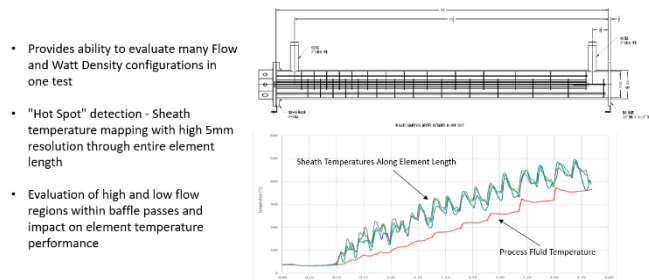 • Provides ability to evaluate many Flow
and Watt Density configurations in
one test
• "Hot Spot" detection - Sheath
temperature mapping with high 5mm
resolution through entire element
length
• Evaluation of high and low flow
regions within baffle passes and
impact on element temperature
performance
Sheath Temperatures Along Element Length
Process Fluid Temperature